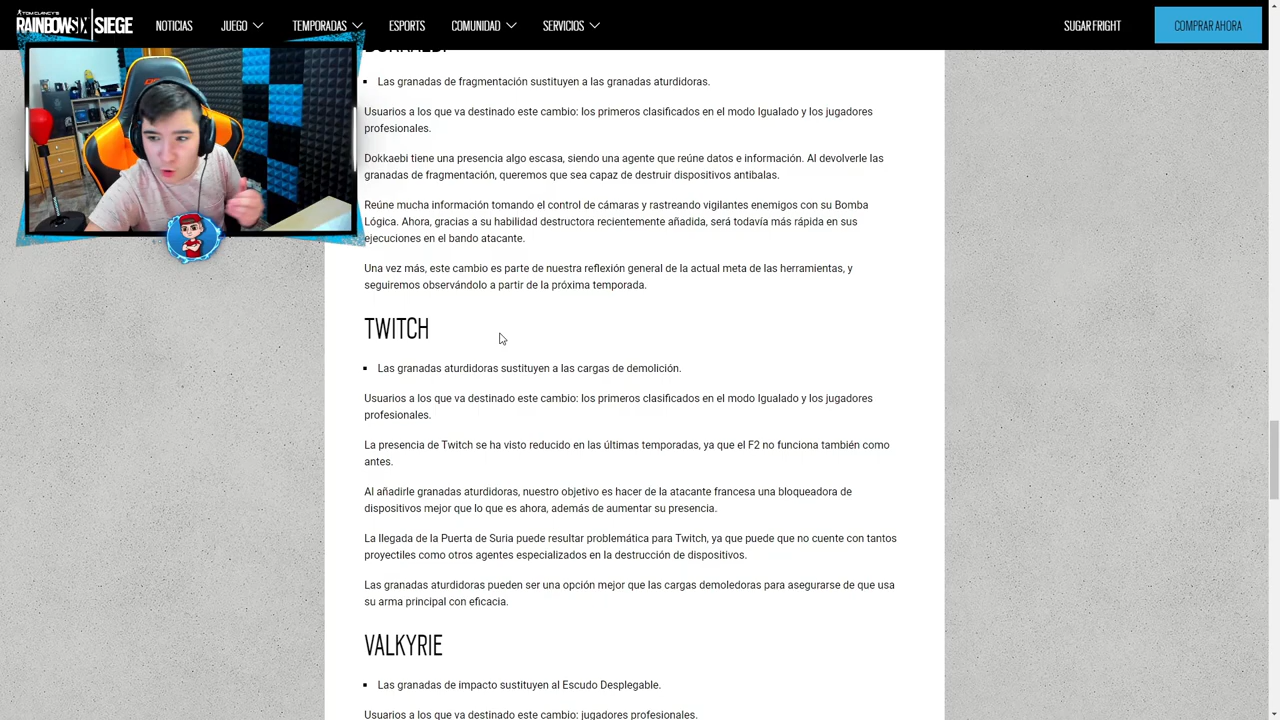 TOM CLANCY'S
RAINBOW SIX | SIEGE
NOTICIAS
JUEGO
TEMPORADAS
ESPORTS
COMUNIDAD
SERVICIOS
SUGAR FRIGHT
COMPRAR AHORA
▪ Las granadas de fragmentación sustituyen a las granadas aturdidoras.
Usuarios a los que va destinado este cambio: los primeros clasificados en el modo Igualado y los jugadores
profesionales.
Dokkaebi tiene una presencia algo escasa, siendo una agente que reúne datos e información. Al devolverle las
granadas de fragmentación, queremos que sea capaz de destruir dispositivos antibalas.
Reúne mucha información tomando el control de cámaras y rastreando vigilantes enemigos con su Bomba
Lógica. Ahora, gracias a su habilidad destructora recientemente añadida, será todavía más rápida en sus
ejecuciones en el bando atacante.
Una vez más, este cambio es parte de nuestra reflexión general de la actual meta de las herramientas, y
seguiremos observándolo a partir de la próxima temporada.
TWITCH
▪ Las granadas aturdidoras sustituyen a las cargas de demolición.
Usuarios a los que va destinado este cambio: los primeros clasificados en el modo Igualado y los jugadores
profesionales.
La presencia de Twitch se ha visto reducido en las últimas temporadas, ya que el F2 no funciona también como
antes.
Al añadirle granadas aturdidoras, nuestro objetivo es hacer de la atacante francesa una bloqueadora de
dispositivos mejor que lo que es ahora, además de aumentar su presencia.
La llegada de la Puerta de Suria puede resultar problemática para Twitch, ya que puede que no cuente con tantos
proyectiles como otros agentes especializados en la destrucción de dispositivos.
Las granadas aturdidoras pueden ser una opción mejor que las cargas demoledoras para asegurarse de que usa
su arma principal con eficacia.
VALKYRIE
▪ Las granadas de impacto sustituyen al Escudo Desplegable.
Usuarios a los que va destinado este cambio: jugadores profesionales.